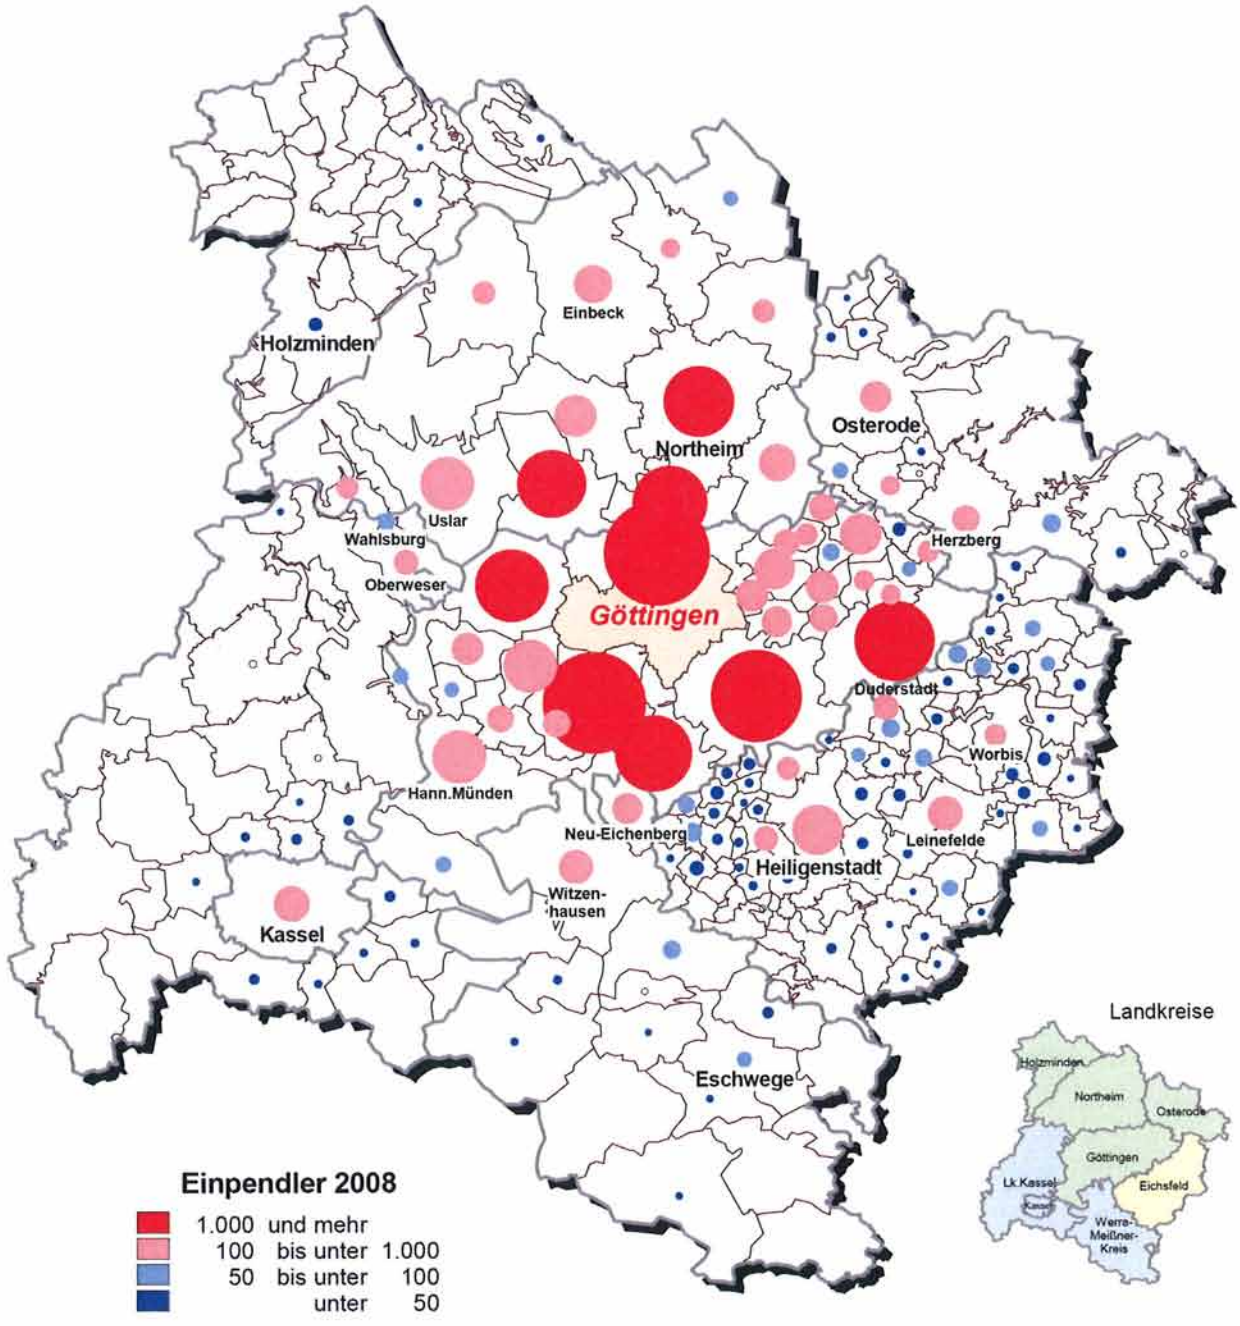 Einbeck
Holzminden
Osterode
Northeim
Uslar
Wahlsburg
Herzberg
Oberweser
Göttingen
Duderstadt
Worbis
Hann.Münden
Neu-Eichenberg
Leinefelde
Heiligenstadt
Witzen-
hausen
Kassel
Eschwege
Landkreise
Holzminden
Northeim
Osterode
Göttingen
Lk.Kassel
Eichsfeld
Kassel
Werra-
Meißner-
Kreis
Einpendler 2008
1.000 und mehr
100 bis unter 1.000
50 bis unter 100
unter 50